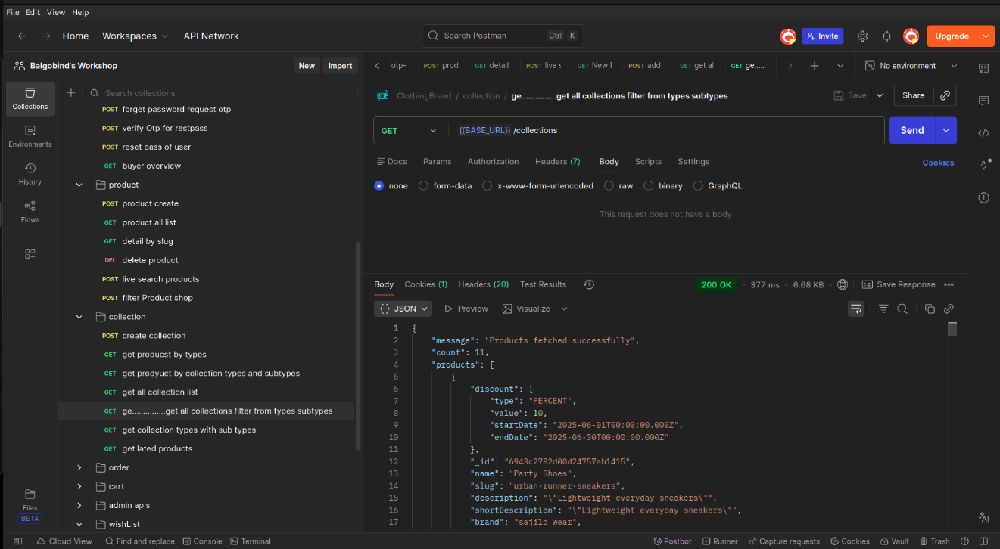 File Edit View Help
Home Workspaces API Network Search Postman Ctrl K Invite Upgrade
Balgobind's Workshop New Import
otp- POST prod GET detail POST live s GET New F POST add GET get al GET ge...... No environment
Collections
Environments
History
Flows
Files
BETA
Search collections
POST forget password request otp
POST verify Otp for restpass
POST reset pass of user
GET buyer overview
product
POST product create
GET product all list
GET detail by slug
DEL delete product
POST live search products
POST filter Product shop
collection
POST create collection
GET get producst by types
GET get prodyuct by collection types and subtypes
GET get all collection list
GET ge...............get all collections filter from types subtypes
GET get collection types with sub types
GET get lated products
order
cart
admin apis
wishList
HTTP ClothingBrand / collection / ge...............get all collections filter from types subtypes Save Share
GET {{BASE_URL}} /collections Send
Docs Params Authorization Headers (7) Body Scripts Settings Cookies
none form-data x-www-form-urlencoded raw binary GraphQL
This request does not have a body
Body Cookies (1) Headers (20) Test Results 200 OK • 377 ms • 6.68 KB Save Response
{} JSON Preview Visualize
1 {
2 "message": "Products fetched successfully",
3 "count": 11,
4 "products": [
5 {
6 "discount": {
7 "type": "PERCENT",
8 "value": 10,
9 "startDate": "2025-06-01T00:00:00.000Z",
10 "endDate": "2025-06-30T00:00:00.000Z"
11 },
12 "_id": "6943c2782d00d24757ab1415",
13 "name": "Party Shoes",
14 "slug": "urban-runner-sneakers",
15 "description": "\"Lightweight everyday sneakers\"",
16 "shortDescription": "\"Lightweight everyday sneakers\"",
17 "brand": "sajilo wear",
AI
Cloud View Find and replace Console Terminal Postbot Runner Capture requests Cookies Vault Trash